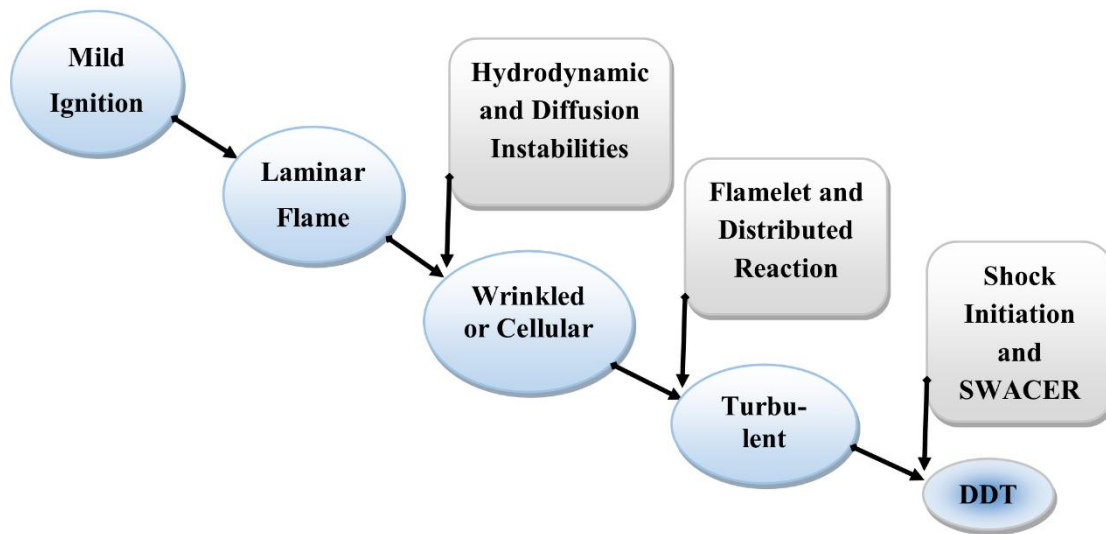 Mild
Ignition
Hydrodynamic
and Diffusion
Instabilities
Laminar
Flame
Flamelet and
Distributed
Reaction
Wrinkled
or Cellular
Shock
Initiation
and
SWACER
Turbu-
lent
DDT